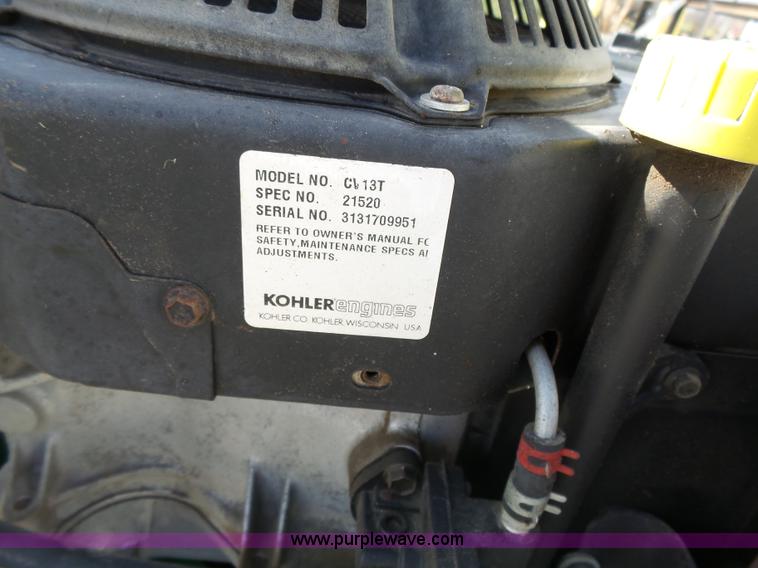 MODEL NO. CV13T
SPEC NO. 21520
SERIAL NO. 3131709951
REFER TO OWNER'S MANUAL FO
SAFETY, MAINTENANCE SPECS A
ADJUSTMENTS.
KOHLER engines
KOHLER CO. KOHLER, WISCONSIN USA
www.purplewave.com